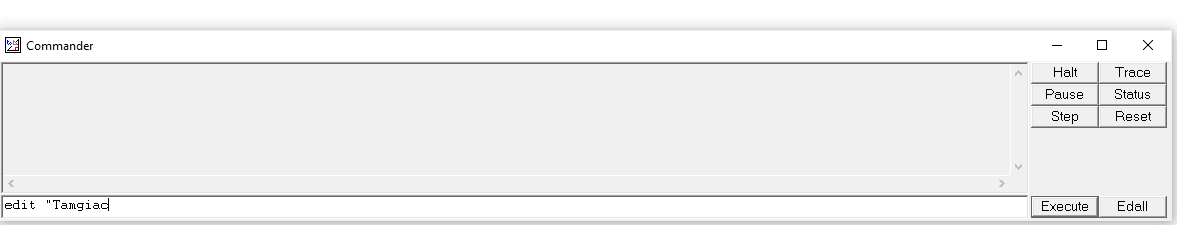 Commander
Halt Trace
Pause Status
Step Reset
edit "Tamgiac
Execute Edall